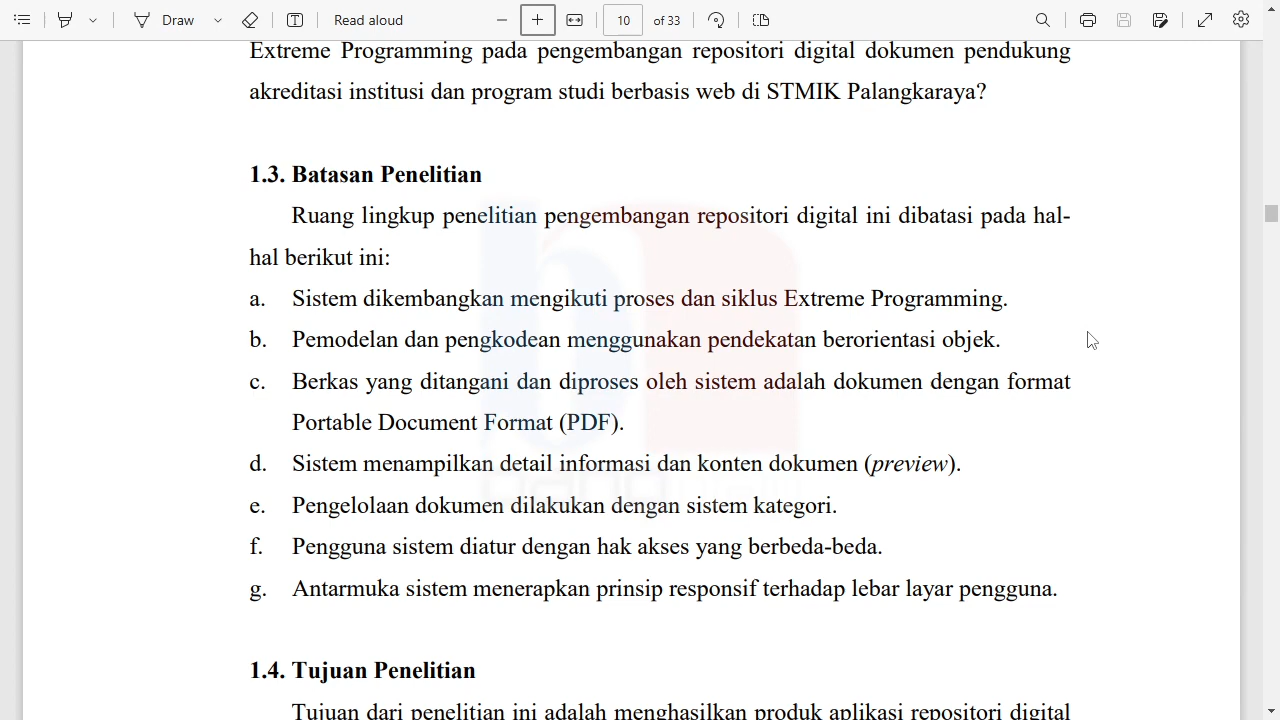 Draw
Read aloud
10
of 33
Extreme Programming pada pengembangan repositori digital dokumen pendukung
akreditasi institusi dan program studi berbasis web di STMIK Palangkaraya?
1.3. Batasan Penelitian
Ruang lingkup penelitian pengembangan repositori digital ini dibatasi pada hal-
hal berikut ini:
a. Sistem dikembangkan mengikuti proses dan siklus Extreme Programming.
b. Pemodelan dan pengkodean menggunakan pendekatan berorientasi objek.
c. Berkas yang ditangani dan diproses oleh sistem adalah dokumen dengan format
Portable Document Format (PDF).
d. Sistem menampilkan detail informasi dan konten dokumen (preview).
e. Pengelolaan dokumen dilakukan dengan sistem kategori.
f. Pengguna sistem diatur dengan hak akses yang berbeda-beda.
g. Antarmuka sistem menerapkan prinsip responsif terhadap lebar layar pengguna.
1.4. Tujuan Penelitian
Tujuan dari penelitian ini adalah menghasilkan produk aplikasi repositori digital